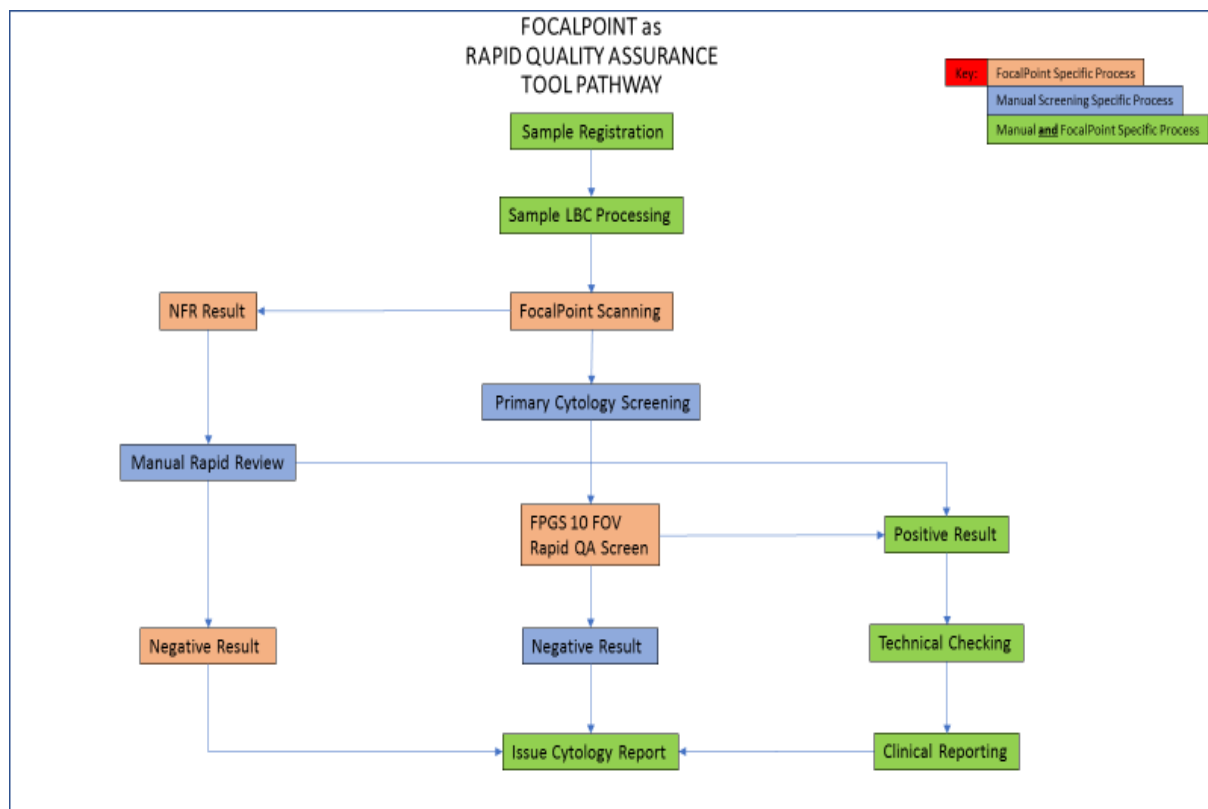 FOCALPOINT as
RAPID QUALITY ASSURANCE
TOOL PATHWAY
Key:
FocalPoint Specific Process
Manual Screening Specific Process
Manual and FocalPoint Specific Process
Sample Registration
Sample LBC Processing
NFR Result
FocalPoint Scanning
Primary Cytology Screening
Manual Rapid Review
FPGS 10 FOV
Rapid QA Screen
Positive Result
Negative Result
Negative Result
Technical Checking
Issue Cytology Report
Clinical Reporting